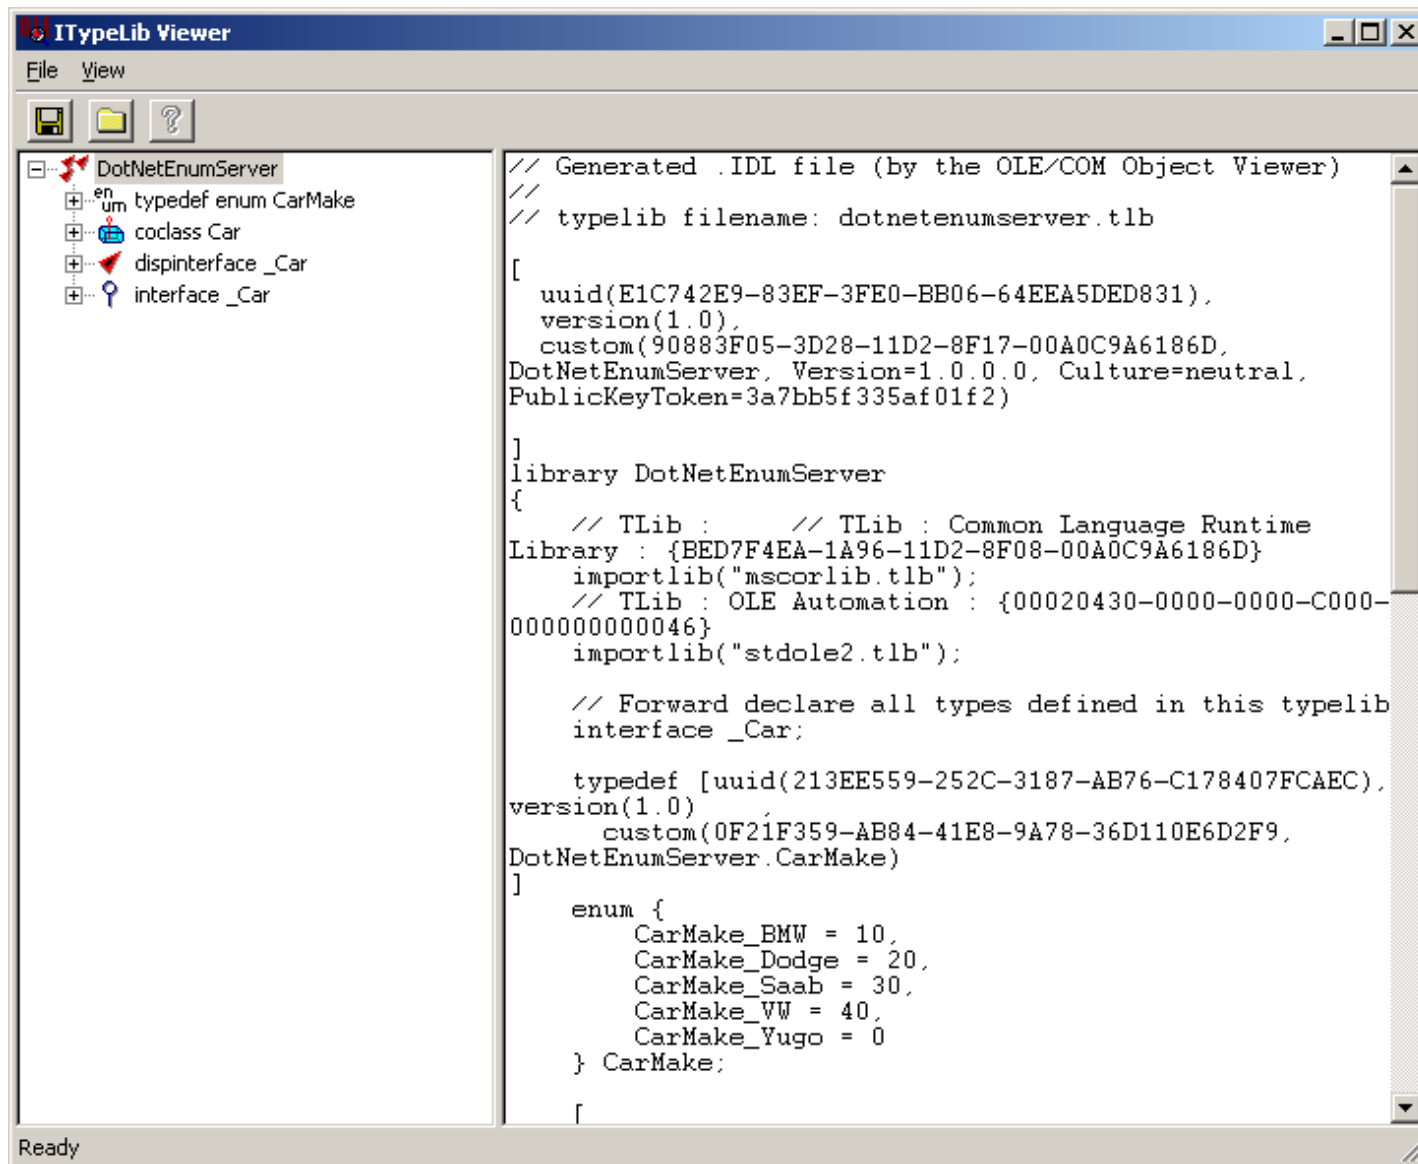 ITypeLib Viewer
File View
DotNetEnumServer
en
um typedef enum CarMake
coclass Car
dispinterface _Car
interface _Car
// Generated .IDL file (by the OLE/COM Object Viewer)
//
// typelib filename: dotnetenumserver.tlb
[
uuid(E1C742E9-83EF-3FE0-BB06-64EEA5DED831),
version(1.0),
custom(90883F05-3D28-11D2-8F17-00A0C9A6186D,
DotNetEnumServer, Version=1.0.0.0, Culture=neutral,
PublicKeyToken=3a7bb5f335af01f2)
]
library DotNetEnumServer
{
// TLib : // TLib : Common Language Runtime
Library : {BED7F4EA-1A96-11D2-8F08-00A0C9A6186D}
importlib("mscorlib.tlb");
// TLib : OLE Automation : {00020430-0000-0000-C000-
000000000046}
importlib("stdole2.tlb");
// Forward declare all types defined in this typelib
interface _Car;
typedef [uuid(213EE559-252C-3187-AB76-C178407FCAEC),
version(1.0) ,
custom(0F21F359-AB84-41E8-9A78-36D110E6D2F9,
DotNetEnumServer.CarMake)
]
enum {
CarMake_BMW = 10,
CarMake_Dodge = 20,
CarMake_Saab = 30,
CarMake_VW = 40,
CarMake_Yugo = 0
} CarMake;
[
Ready